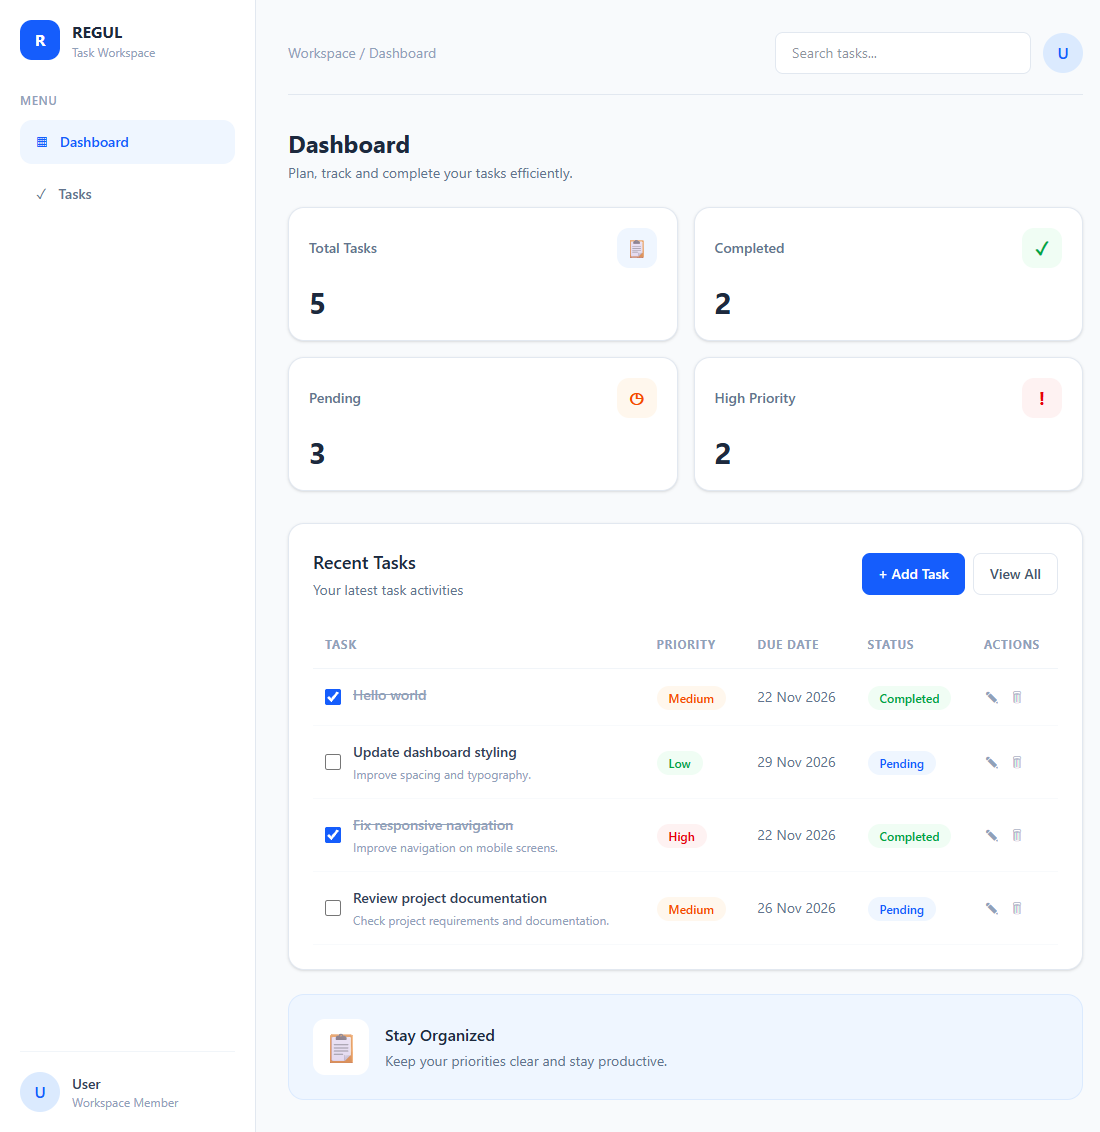 R
REGUL
Task Workspace
MENU
Dashboard
✓ Tasks
U
User
Workspace Member
Workspace / Dashboard
Search tasks...
U
Dashboard
Plan, track and complete your tasks efficiently.
Total Tasks
5
Completed
✓
2
Pending
3
High Priority
!
2
Recent Tasks
Your latest task activities
+ Add Task
View All
TASK PRIORITY DUE DATE STATUS ACTIONS
Hello world Medium 22 Nov 2026 Completed
Update dashboard styling
Improve spacing and typography.
Low 29 Nov 2026 Pending
Fix responsive navigation
Improve navigation on mobile screens.
High 22 Nov 2026 Completed
Review project documentation
Check project requirements and documentation.
Medium 26 Nov 2026 Pending
Stay Organized
Keep your priorities clear and stay productive.